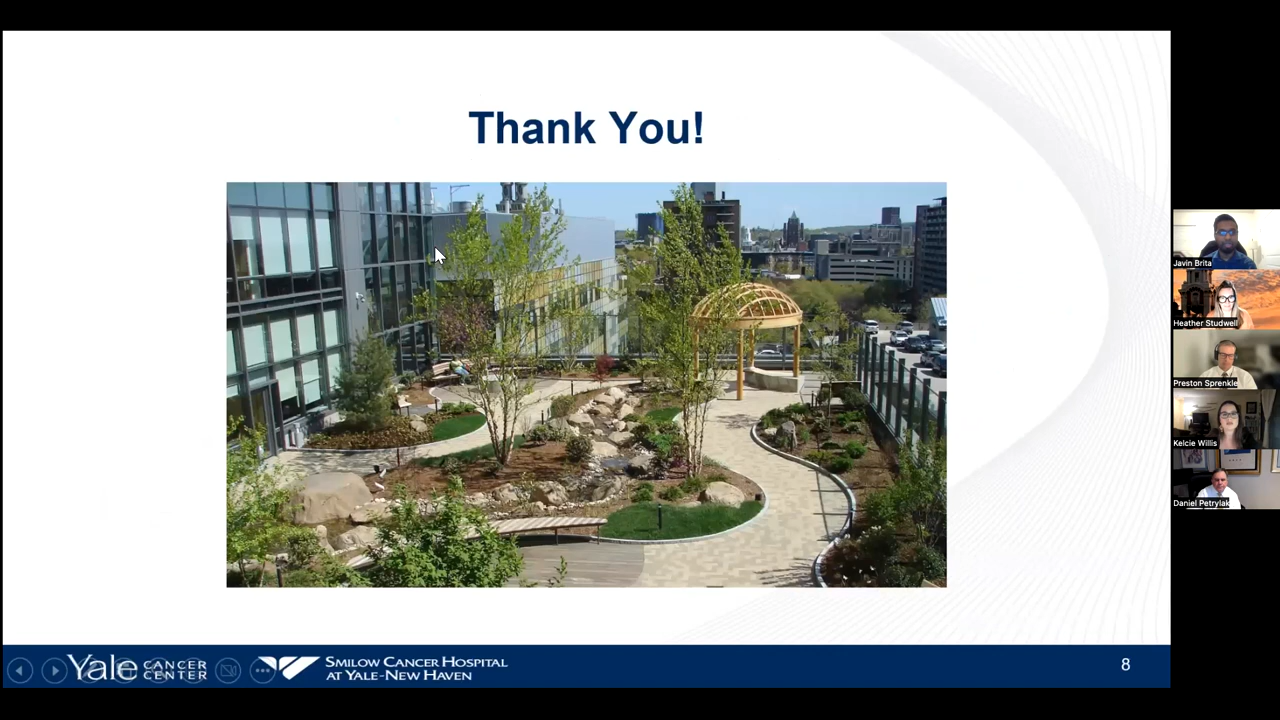 Thank You!
Javin Brita
Heather Studwell
Preston Sprenkle
Kelcie Willis
Daniel Petrylak
Yale CANCER CENTER
SMILOW CANCER HOSPITAL
AT YALE-NEW HAVEN
8